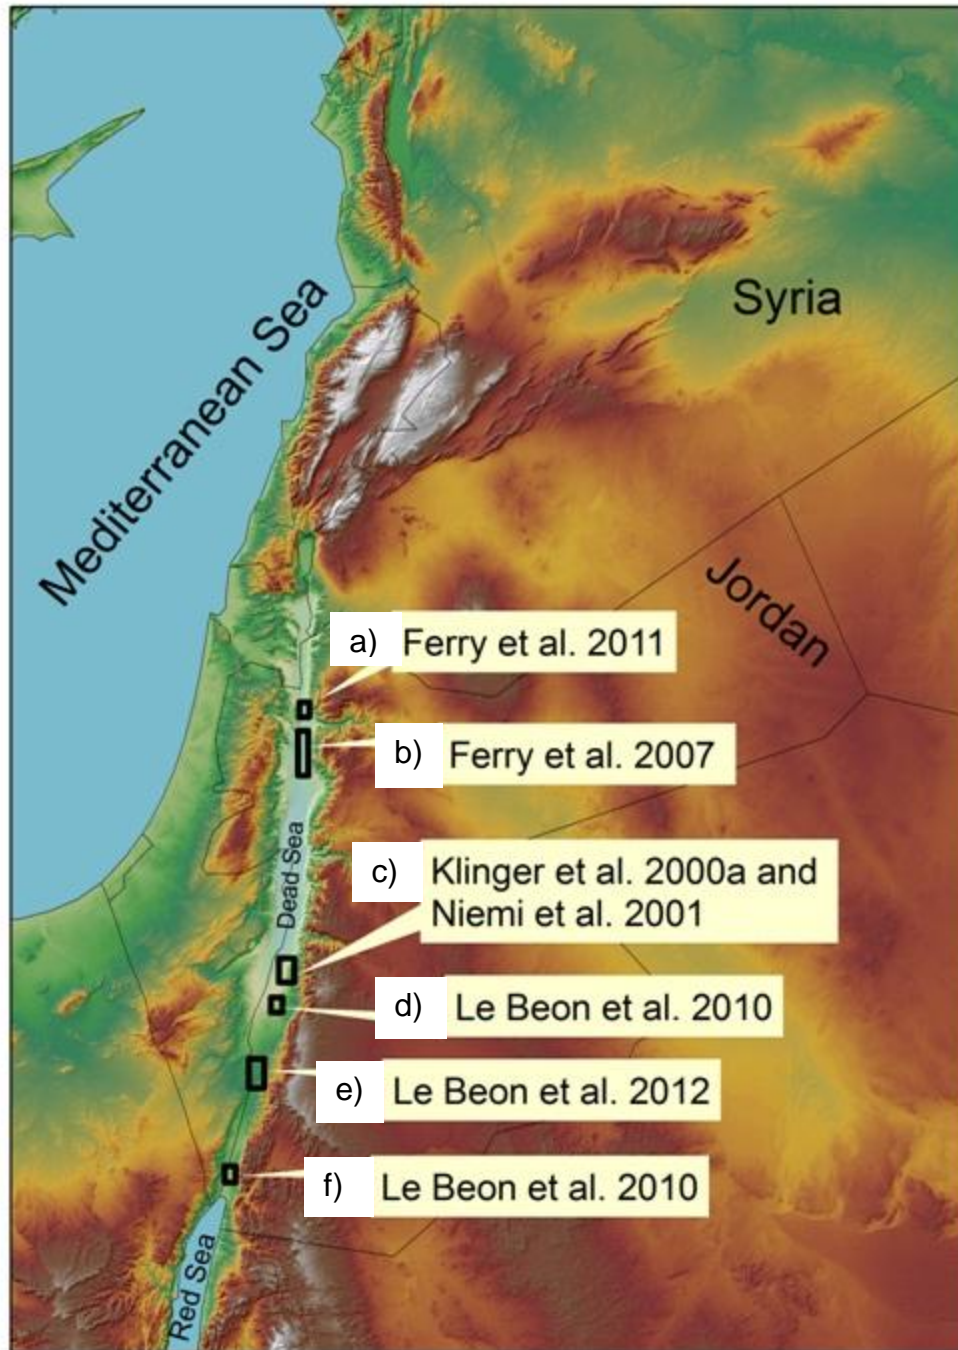 Syria
Mediterranean Sea
Jordan
a) Ferry et al. 2011
b) Ferry et al. 2007
Dead Sea
c) Klinger et al. 2000a and
Niemi et al. 2001
d) Le Beon et al. 2010
e) Le Beon et al. 2012
f) Le Beon et al. 2010
Red Sea